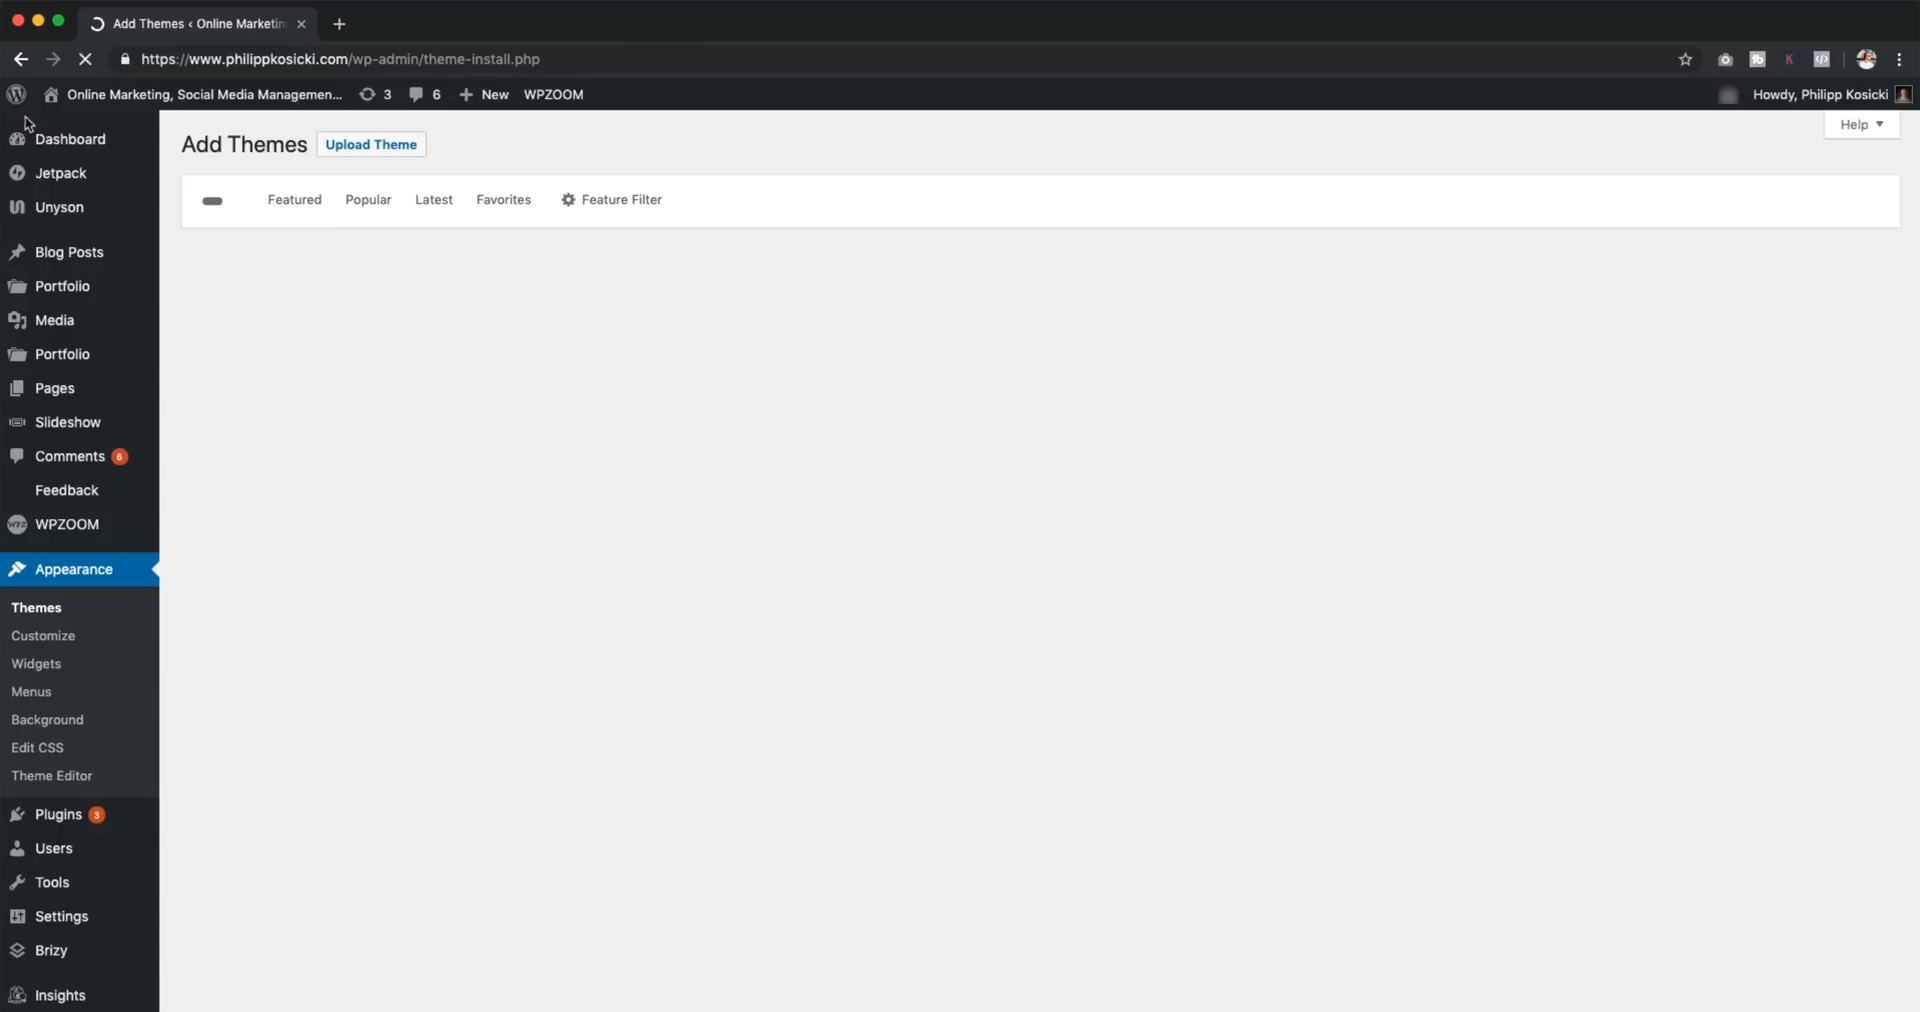 Add Themes ‹ Online Marketin
https://www.philippkosicki.com/wp-admin/theme-install.php
Online Marketing, Social Media Managemen... 3 6 New WPZOOM Howdy, Philipp Kosicki
Help
Add Themes Upload Theme
Featured Popular Latest Favorites Feature Filter
Dashboard
Jetpack
Unyson
Blog Posts
Portfolio
Media
Portfolio
Pages
Slideshow
Comments 6
Feedback
WPZOOM
Appearance
Themes
Customize
Widgets
Menus
Background
Edit CSS
Theme Editor
Plugins 3
Users
Tools
Settings
Brizy
Insights